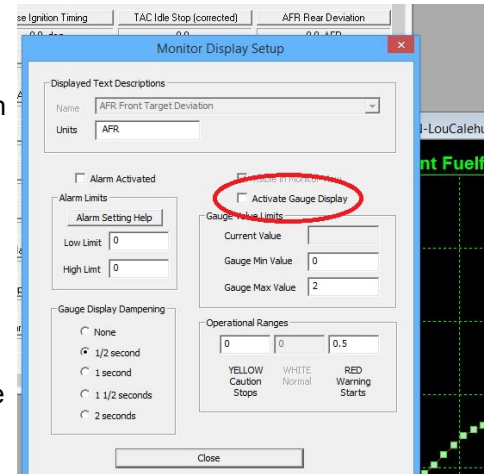 se Ignition Timing TAC Idle Stop (corrected) AFR Rear Deviation
Monitor Display Setup
Displayed Text Descriptions
Name AFR Front Target Deviation
Units AFR
N-LouCalehu
nt Fuelf
Alarm Activated
Activate Gauge Display
Alarm Limits
Alarm Setting Help
Low Limit 0
High Limt 0
Gauge Value Limits
Current Value
Gauge Min Value 0
Gauge Max Value 2
Gauge Display Dampening
None
1/2 second
1 second
1 1/2 seconds
2 seconds
Operational Ranges
0 0 0.5
YELLOW WHITE RED
Caution Normal Warning
Stops Starts
Close